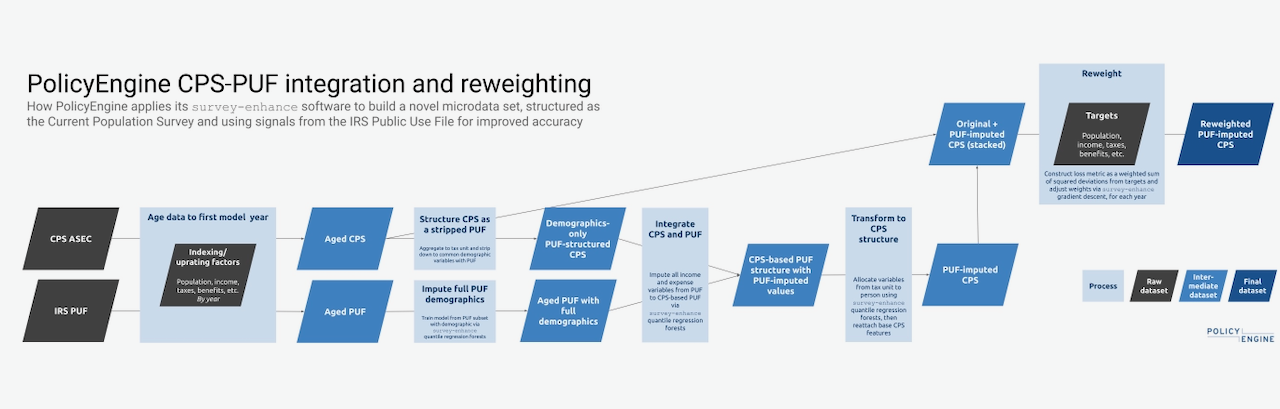 PolicyEngine CPS-PUF integration and reweighting
How PolicyEngine applies its survey-enhance software to build a novel microdata set, structured as
the Current Population Survey and using signals from the IRS Public Use File for improved accuracy
CPS ASEC
IRS PUF
Age data to first model year
Indexing/
uprating factors
Population, income,
taxes, benefits, etc.
By year
Aged CPS
Aged PUF
Structure CPS as
a stripped PUF
Aggregate to tax unit and strip
down to common demographic
variables with PUF
Impute full PUF
demographics
Train model from PUF subset
with demographic via
survey-enhance
quantile regression forests
Demographics-
only
PUF-structured
CPS
Aged PUF with
full
demographics
Integrate
CPS and PUF
Impute all income
and expense
variables from PUF
to CPS-based PUF
via
survey-enhance
quantile regression
forests
CPS-based PUF
structure with
PUF-imputed
values
Transform to
CPS
structure
Allocate variables
from tax unit to
person using
survey-enhance
quantile regression
forests, then
reattach base CPS
features
PUF-imputed
CPS
Original +
PUF-imputed
CPS (stacked)
Reweight
Targets
Population,
income, taxes,
benefits, etc.
Construct loss metric as a weighted sum
of squared deviations from targets and
adjust weights via survey-enhance
gradient descent, for each year
Reweighted
PUF-imputed
CPS
Process
Raw
dataset
Inter-
mediate
dataset
Final
dataset
POLICY
ENGINE